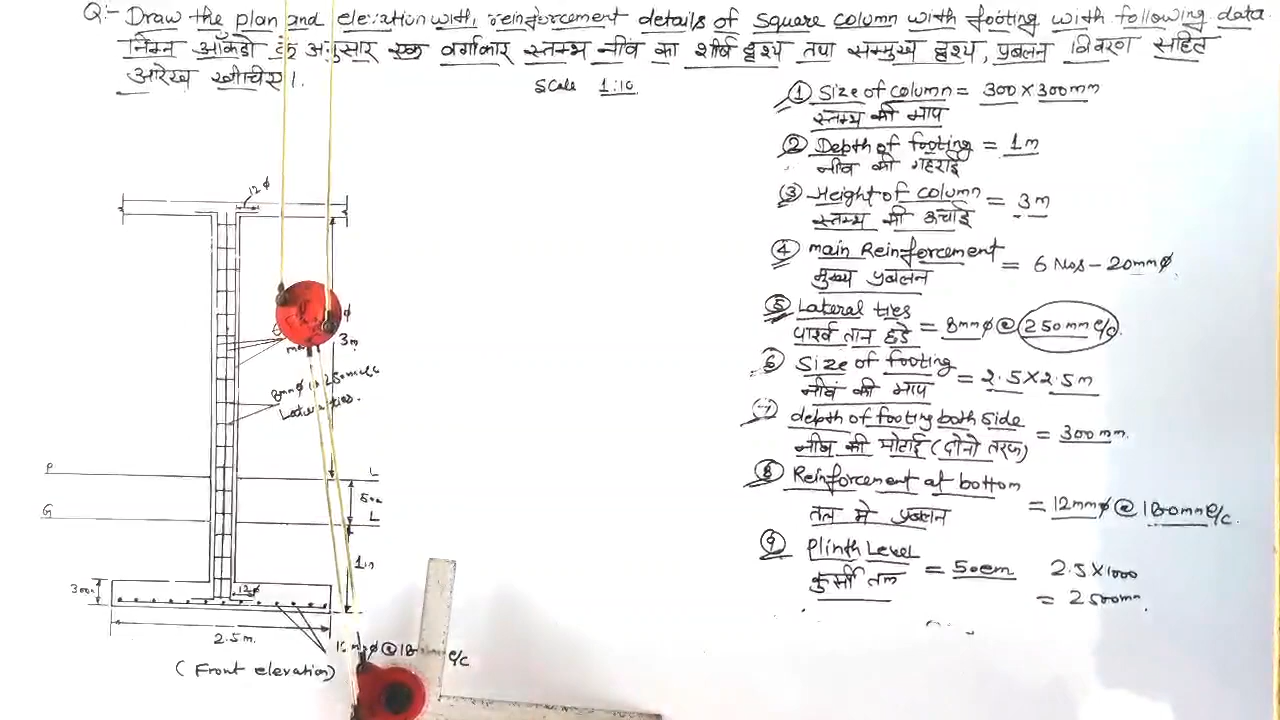 Q:- Draw the plan and elevation with reinforcement details of square column with footing with following data.
निम्न आँकडो के अनुसार एक वर्गाकार स्तम्भ नींव का शीर्ष दृश्य तथा सम्मुख दृश्य, प्रबलन विवरण सहित
आरेख खींचिए।
Scale 1:10
① Size of column = 300 × 300mm
स्तम्भ की माप
② Depth of footing = 1m
नींव की गहराई
③ Height of column = 3m
स्तम्भ की ऊंचाई
④ main Reinforcement = 6 Nos - 20mmϕ
मुख्य प्रबलन
⑤ Lateral ties = 8mmϕ @ 250mm c/c.
पार्श्व तान छडे
⑥ Size of footing = 2.5 × 2.5m
नींव की माप
⑦ depth of footing both side = 300mm.
नींव की मोटाई (दोनो तरफ)
⑧ Reinforcement at bottom = 12mmϕ @ 180mm c/c.
तल मे प्रबलन
⑨ Plinth Level = 50cm
कुर्सी तल
2.5 × 1000
= 2500mm.
12ϕ
3m
8mmϕ @ 250mm c/c
Lateral ties.
P L
G L
1m
12ϕ
2.5m.
c/c
(Front elevation)